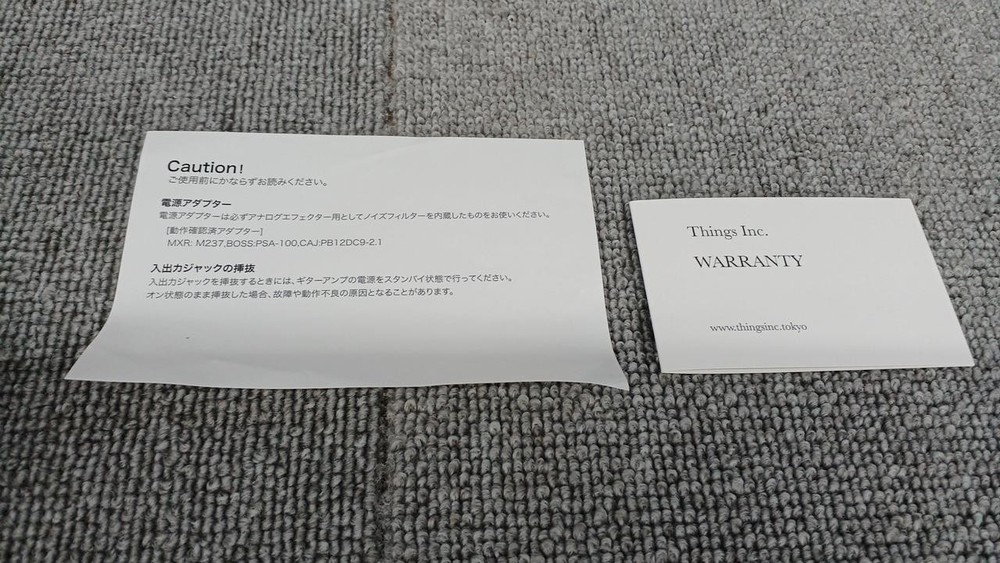 Caution!
ご使用前にかならずお読みください。
電源アダプター
電源アダプターは必ずアナログエフェクター用としてノイズフィルターを内蔵したものをお使いください。
[動作確認済アダプター]
MXR: M237,BOSS:PSA-100,CAJ:PB12DC9-2.1
入出力ジャックの挿抜
入出力ジャックを挿抜するときには、ギターアンプの電源をスタンバイ状態で行ってください。
オン状態のまま挿抜した場合、故障や動作不良の原因となることがあります。
Things Inc.
WARRANTY
www.thingsinc.tokyo